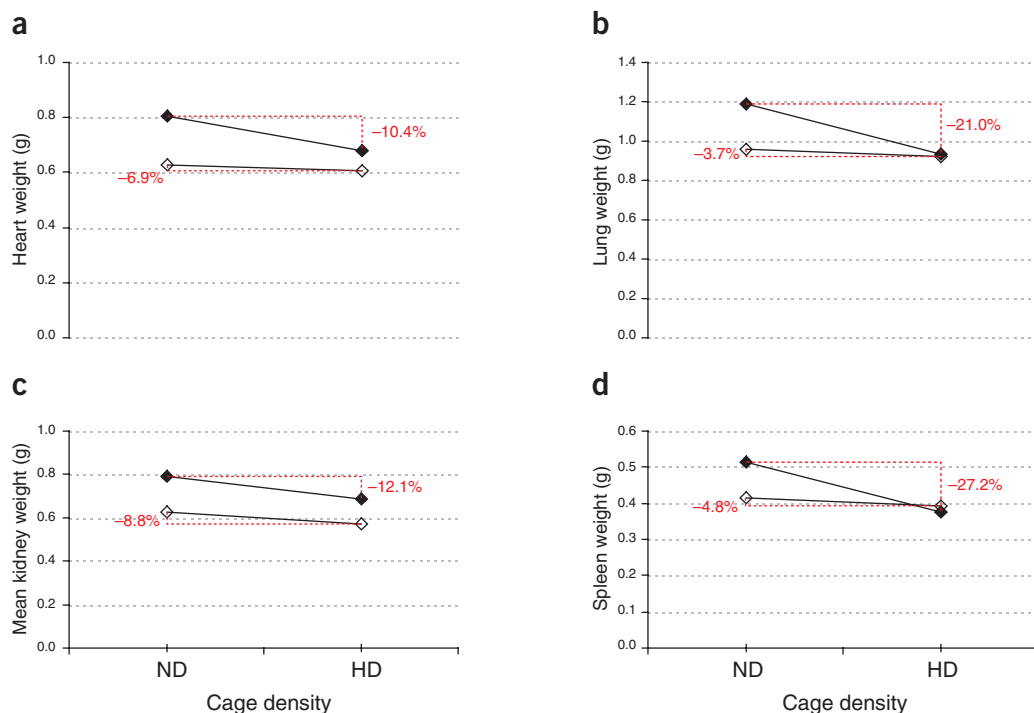 a
Heart weight (g)
1.0
0.8
0.6
0.4
0.2
0.0
–10.4%
–6.9%
b
Lung weight (g)
1.4
1.2
1.0
0.8
0.6
0.4
0.2
0.0
–21.0%
–3.7%
c
Mean kidney weight (g)
1.0
0.8
0.6
0.4
0.2
0.0
–12.1%
–8.8%
ND
HD
Cage density
d
Spleen weight (g)
0.6
0.5
0.4
0.3
0.2
0.1
0.0
–27.2%
–4.8%
ND
HD
Cage density